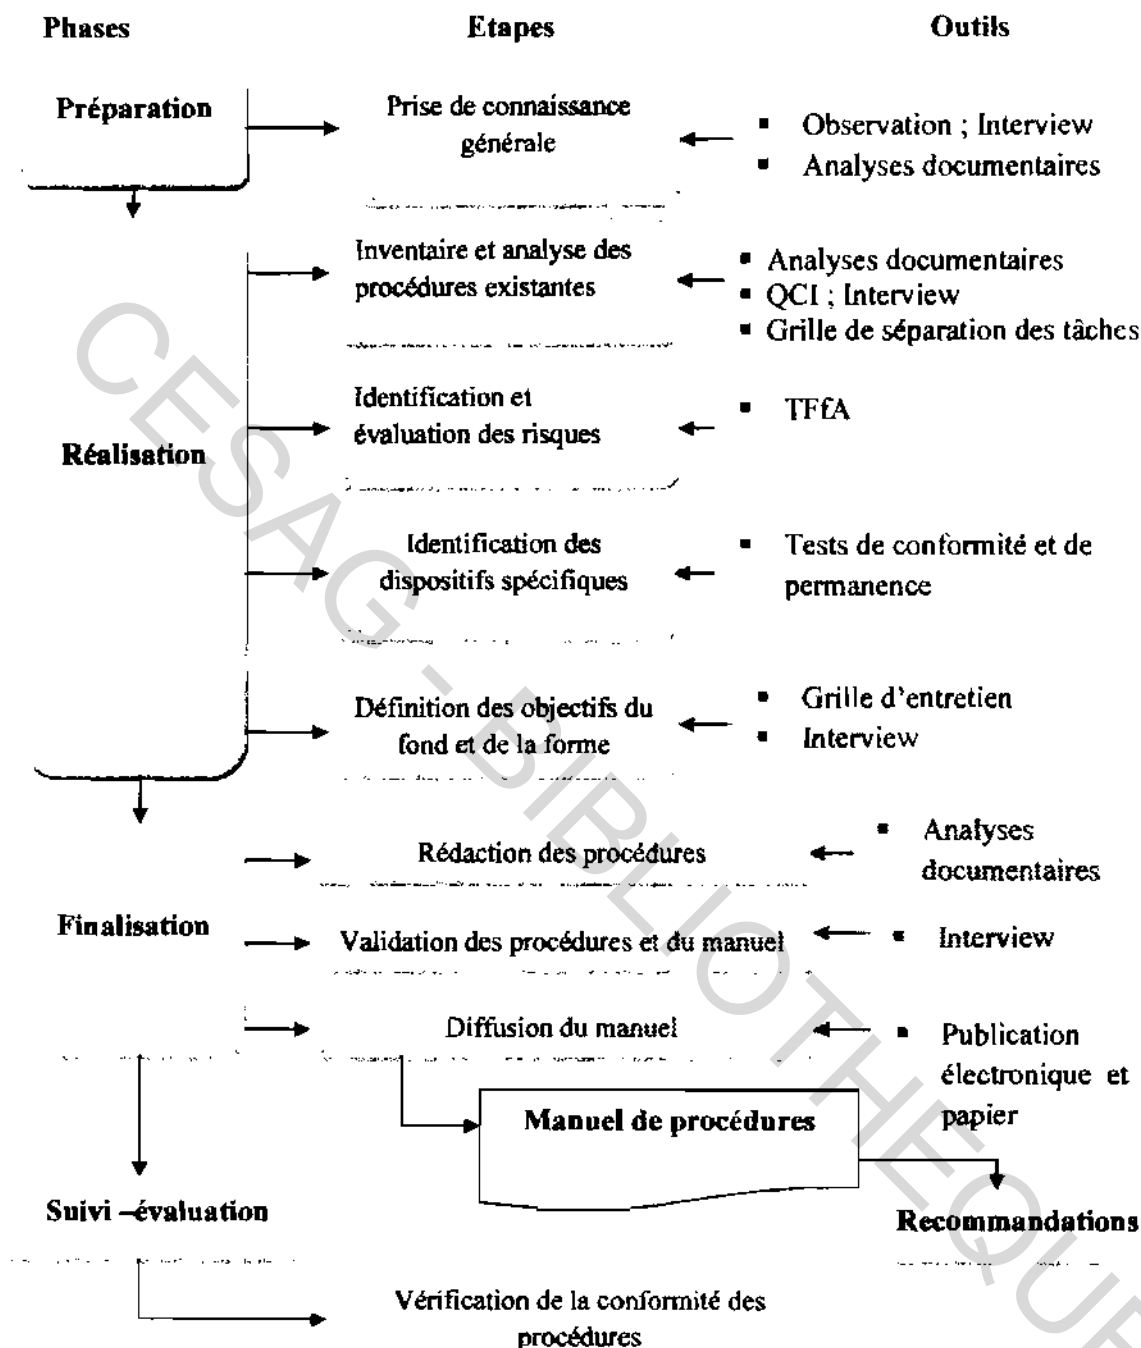 Phases Etapes Outils
Préparation
Prise de connaissance
générale
▪ Observation ; Interview
▪ Analyses documentaires
Inventaire et analyse des
procédures existantes
▪ Analyses documentaires
▪ QCI ; Interview
▪ Grille de séparation des tâches
Réalisation
Identification et
évaluation des risques
▪ TFfA
Identification des
dispositifs spécifiques
▪ Tests de conformité et de
permanence
Définition des objectifs du
fond et de la forme
▪ Grille d'entretien
▪ Interview
Finalisation
Rédaction des procédures
▪ Analyses
documentaires
Validation des procédures et du manuel
▪ Interview
Diffusion du manuel
▪ Publication
électronique et
papier
Manuel de procédures
Suivi –évaluation
Recommandations
Vérification de la conformité des
procédures
CESAG - BIBLIOTHEQUE